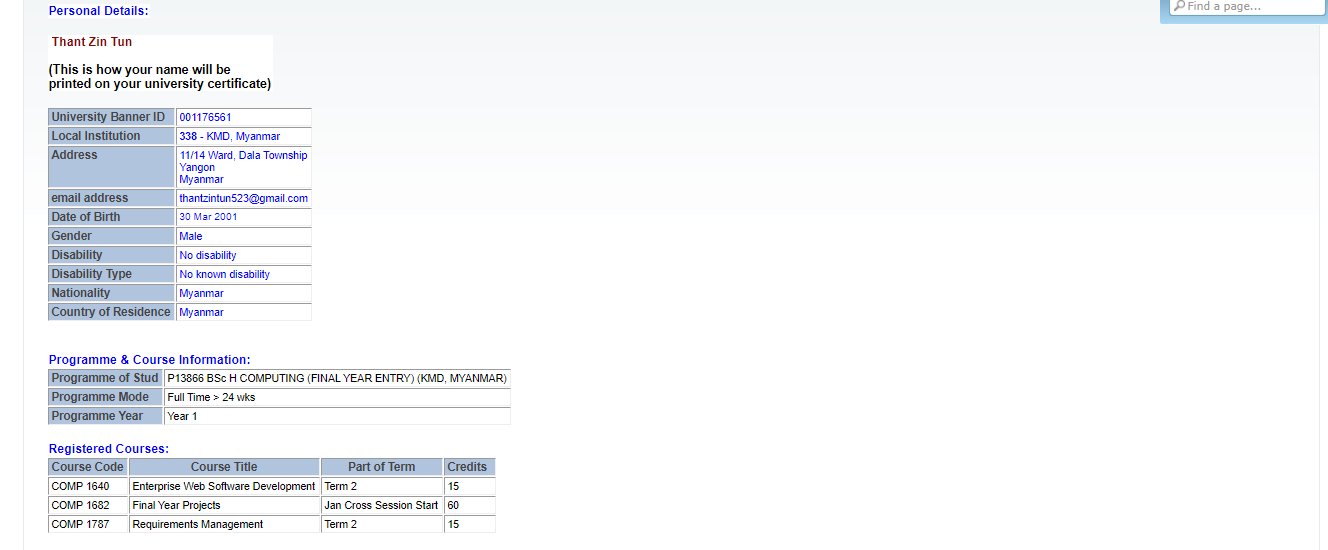 Personal Details:
Find a page...
Thant Zin Tun
(This is how your name will be
printed on your university certificate)
University Banner ID 001176561
Local Institution 338 - KMD, Myanmar
Address 11/14 Ward, Dala Township
Yangon
Myanmar
email address thantzintun523@gmail.com
Date of Birth 30 Mar 2001
Gender Male
Disability No disability
Disability Type No known disability
Nationality Myanmar
Country of Residence Myanmar
Programme & Course Information:
Programme of Stud P13866 BSc H COMPUTING (FINAL YEAR ENTRY) (KMD, MYANMAR)
Programme Mode Full Time > 24 wks
Programme Year Year 1
Registered Courses:
Course Code Course Title Part of Term Credits
COMP 1640 Enterprise Web Software Development Term 2 15
COMP 1682 Final Year Projects Jan Cross Session Start 60
COMP 1787 Requirements Management Term 2 15